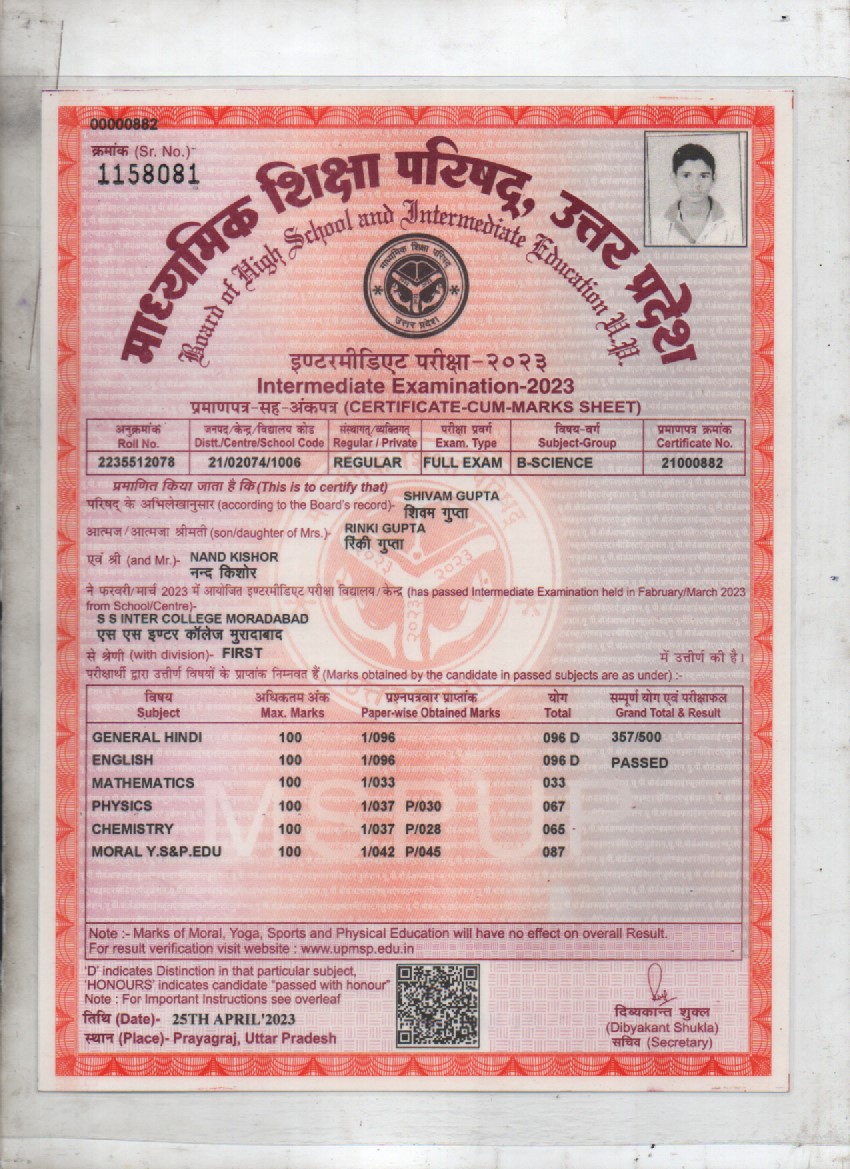 00000882
क्रमांक (Sr. No.)-
1158081
माध्यमिक शिक्षा परिषद्, उत्तर प्रदेश
Board of High School and Intermediate Education U.P.
माध्यमिक शिक्षा परिषद्
उत्तर प्रदेश
इण्टरमीडिएट परीक्षा-२०२३
Intermediate Examination-2023
प्रमाणपत्र-सह-अंकपत्र (CERTIFICATE-CUM-MARKS SHEET)
अनुक्रमांक जनपद/केन्द्र/विद्यालय कोड संस्थागत/व्यक्तिगत परीक्षा प्रवर्ग विषय-वर्ग प्रमाणपत्र क्रमांक
Roll No. Distt./Centre/School Code Regular / Private Exam. Type Subject-Group Certificate No.
2235512078 21/02074/1006 REGULAR FULL EXAM B-SCIENCE 21000882
प्रमाणित किया जाता है कि (This is to certify that)
SHIVAM GUPTA
परिषद् के अभिलेखानुसार (according to the Board's record)- शिवम गुप्ता
RINKI GUPTA
आत्मज/आत्मजा श्रीमती (son/daughter of Mrs.)- रिंकी गुप्ता
एवं श्री (and Mr.)- NAND KISHOR
नन्द किशोर
ने फरवरी/मार्च 2023 में आयोजित इण्टरमीडिएट परीक्षा विद्यालय/केन्द्र (has passed Intermediate Examination held in Fabruary/March 2023
from School/Centre)-
S S INTER COLLEGE MORADABAD
एस एस इण्टर कॉलेज मुरादाबाद
से श्रेणी (with division)- FIRST में उत्तीर्ण की है।
परीक्षार्थी द्वारा उत्तीर्ण विषयों के प्राप्तांक निम्नवत हैं (Marks obtained by the candidate in passed subjects are as under) :-
विषय अधिकतम अंक प्रश्नपत्रवार प्राप्तांक योग सम्पूर्ण योग एवं परीक्षाफल
Subject Max. Marks Paper-wise Obtained Marks Total Grand Total & Result
GENERAL HINDI 100 1/096 096 D 357/500
ENGLISH 100 1/096 096 D PASSED
MATHEMATICS 100 1/033 033
PHYSICS 100 1/037 P/030 067
CHEMISTRY 100 1/037 P/028 065
MORAL Y.S&P.EDU 100 1/042 P/045 087
MSPUP
Note :- Marks of Moral, Yoga, Sports and Physical Education will have no effect on overall Result.
For result verification visit website : www.upmsp.edu.in
'D' indicates Distinction in that particular subject,
'HONOURS' indicates candidate "passed with honour"
Note : For Important Instructions see overleaf
तिथि (Date)- 25TH APRIL'2023
स्थान (Place)- Prayagraj, Uttar Pradesh
दिब्यकान्त शुक्ल
(Dibyakant Shukla)
सचिव (Secretary)